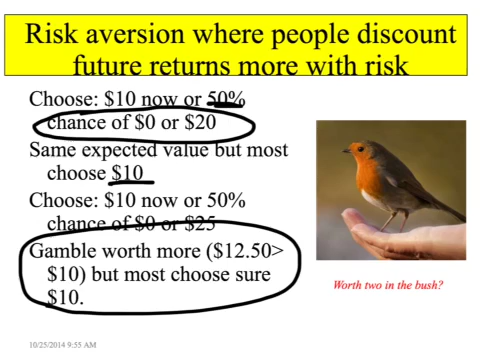 Risk aversion where people discount
future returns more with risk
Choose: $10 now or 50%
chance of $0 or $20
Same expected value but most
choose $10
Choose: $10 now or 50%
chance of $0 or $25
Gamble worth more ($12.50>
$10) but most choose sure
$10.
Worth two in the bush?
10/25/2014 9:55 AM